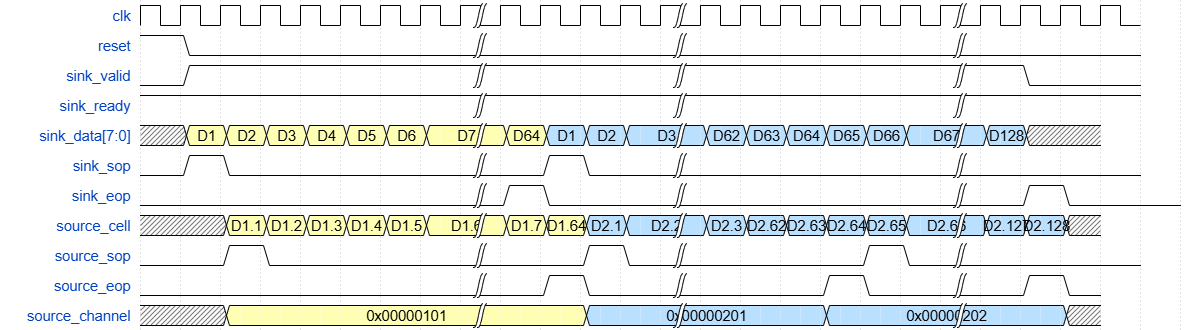 clk
reset
sink_valid
sink_ready
sink_data[7:0] D1 D2 D3 D4 D5 D6 D7 D64 D1 D2 D3 D62 D63 D64 D65 D66 D67 D128
sink_sop
sink_eop
source_cell D1.1 D1.2 D1.3 D1.4 D1.5 D1.6 D1.7 D1.64 D2.1 D2.2 D2.3 D2.62 D2.63 D2.64 D2.65 D2.66 D2.127 D2.128
source_sop
source_eop
source_channel 0x00000101 0x00000201 0x00000202